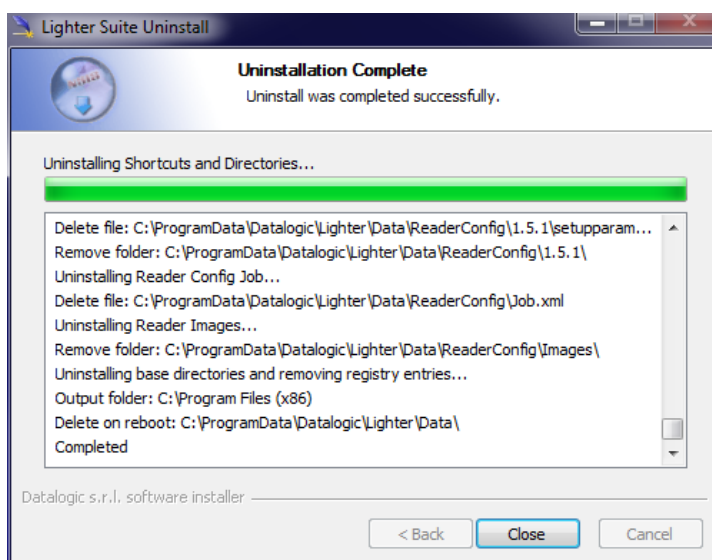 Lighter Suite Uninstall
Uninstallation Complete
Uninstall was completed successfully.
Uninstalling Shortcuts and Directories...
Delete file: C:\ProgramData\Datalogic\Lighter\Data\ReaderConfig\1.5.1\setupparam...
Remove folder: C:\ProgramData\Datalogic\Lighter\Data\ReaderConfig\1.5.1\
Uninstalling Reader Config Job...
Delete file: C:\ProgramData\Datalogic\Lighter\Data\ReaderConfig\Job.xml
Uninstalling Reader Images...
Remove folder: C:\ProgramData\Datalogic\Lighter\Data\ReaderConfig\Images\
Uninstalling base directories and removing registry entries...
Output folder: C:\Program Files (x86)
Delete on reboot: C:\ProgramData\Datalogic\Lighter\Data\
Completed
Datalogic s.r.l. software installer
< Back Close Cancel